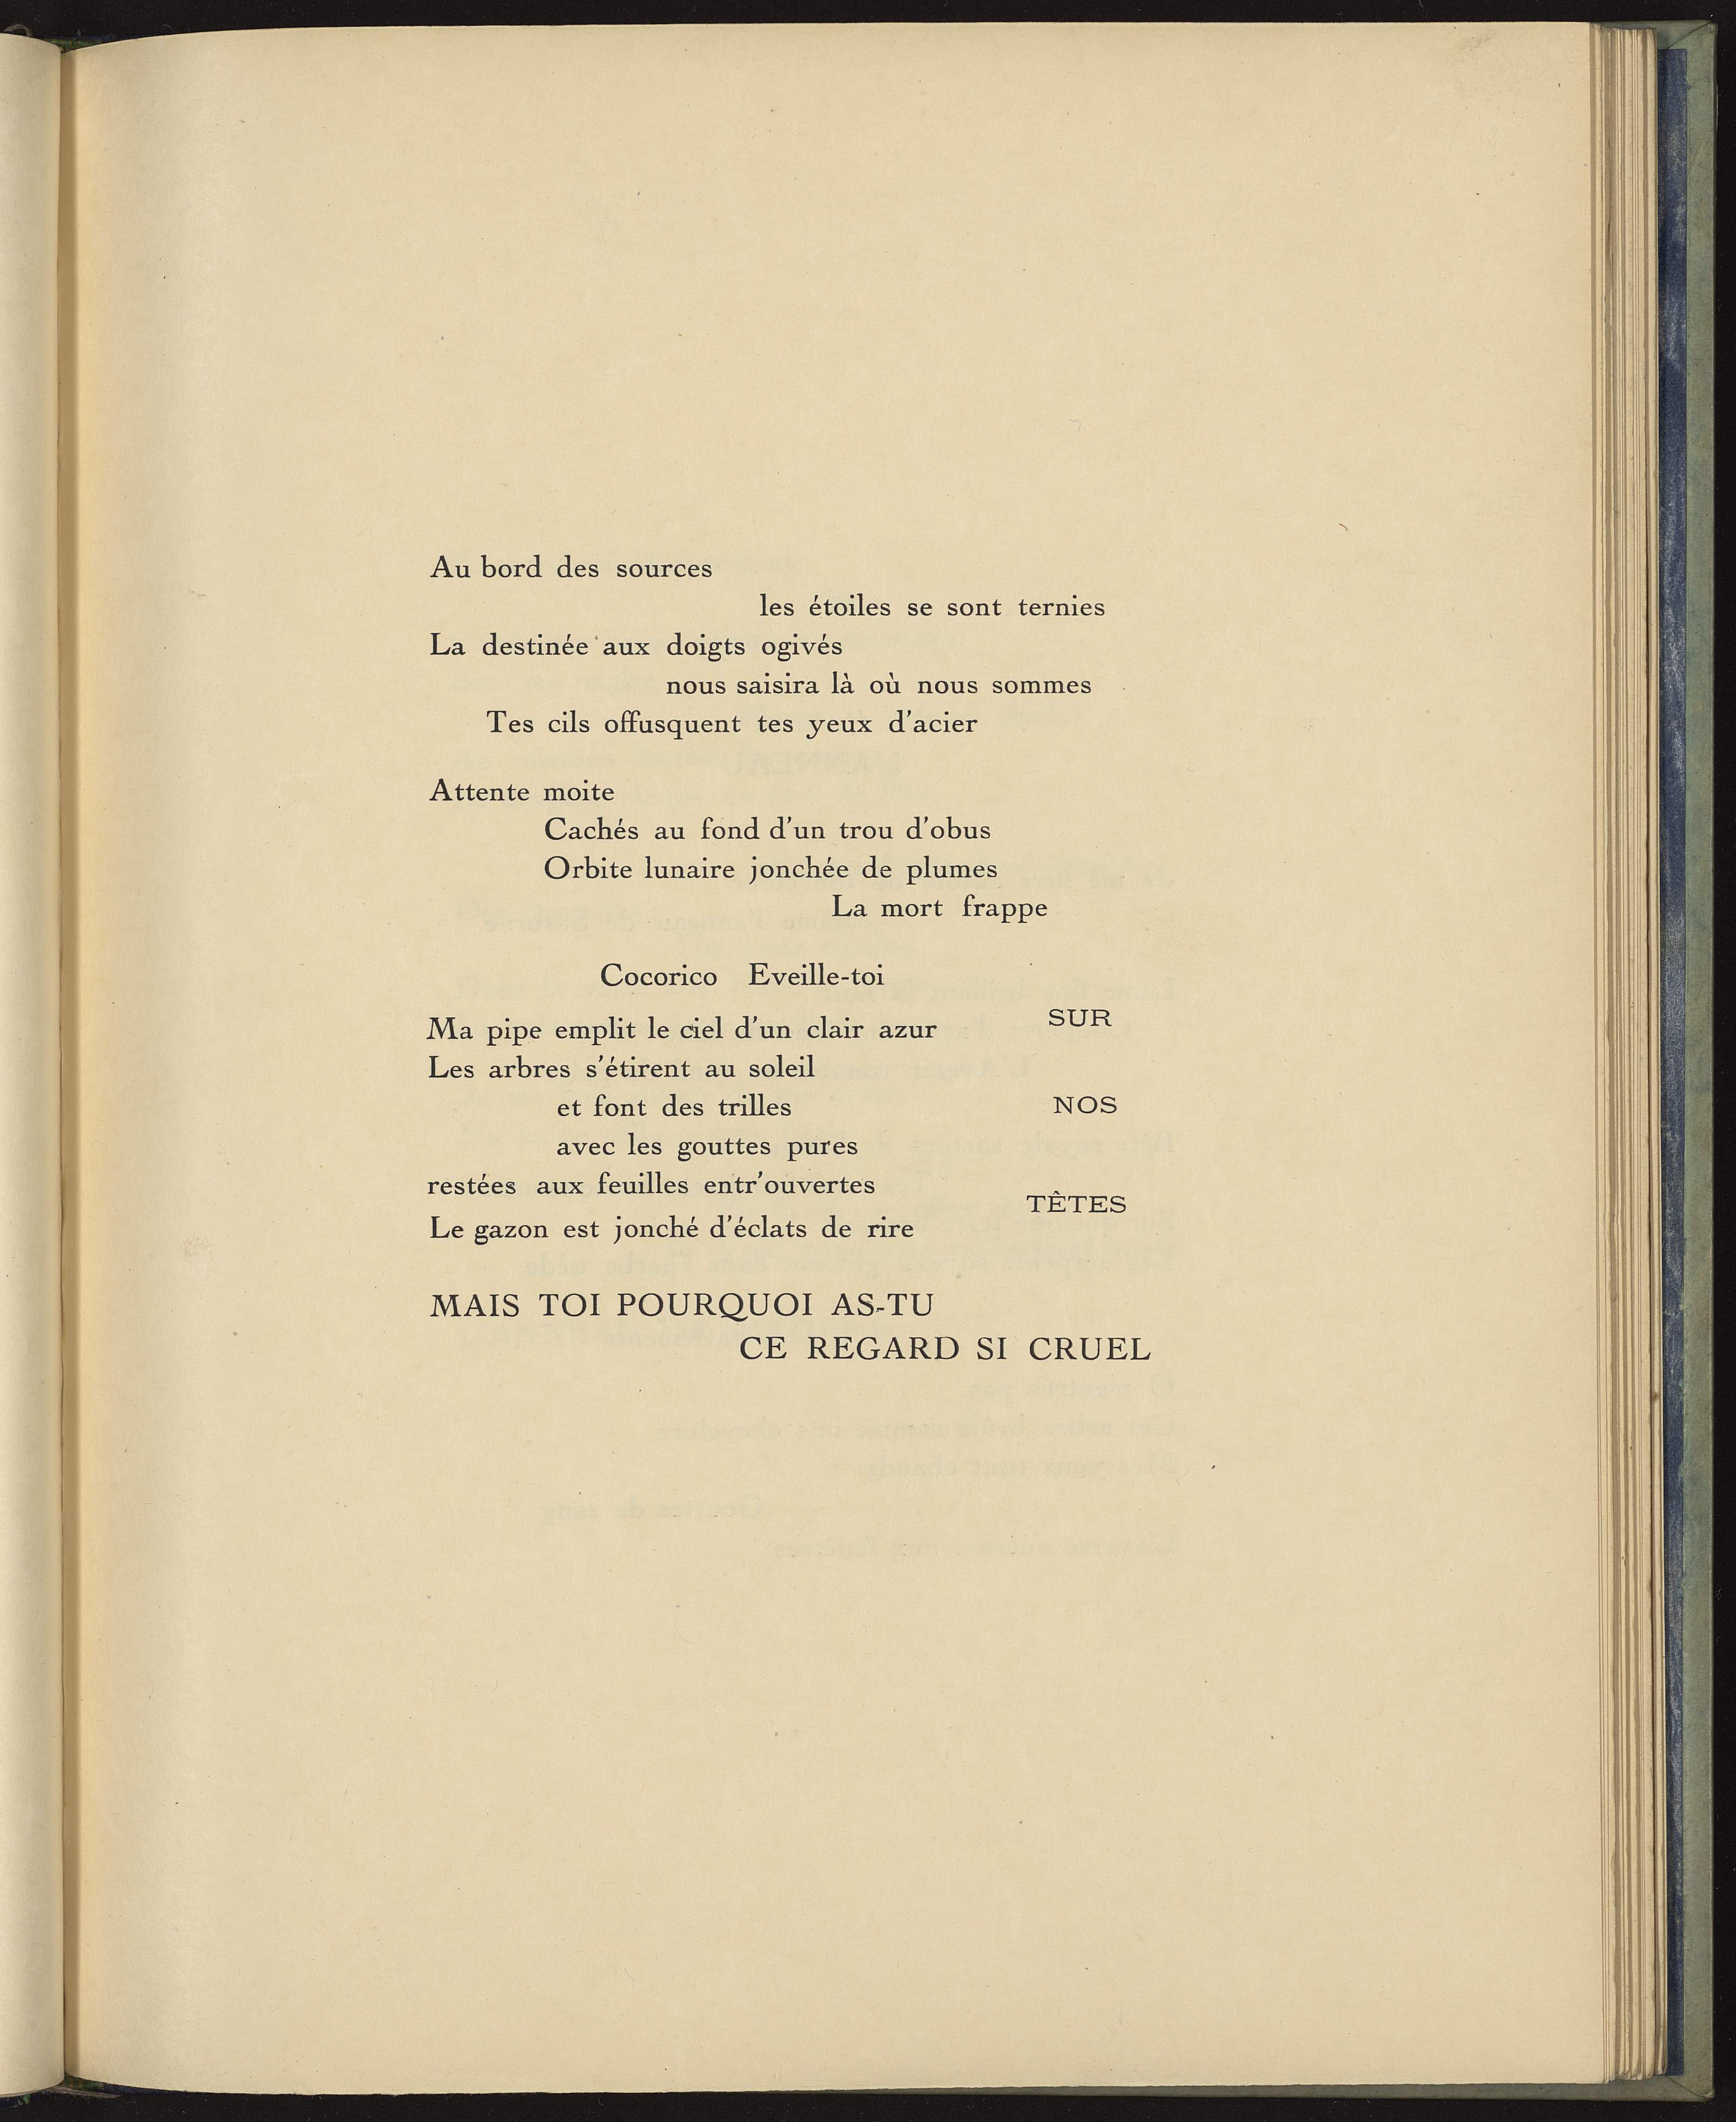 Au bord des sources
les étoiles se sont ternies
La destinée aux doigts ogivés
nous saisira là où nous sommes
Tes cils offusquent tes yeux d'acier
Attente moite
Cachés au fond d'un trou d'obus
Orbite lunaire jonchée de plumes
La mort frappe
Cocorico Eveille-toi
Ma pipe emplit le ciel d'un clair azur
Les arbres s'étirent au soleil
et font des trilles
avec les gouttes pures
restées aux feuilles entr'ouvertes
Le gazon est jonché d'éclats de rire
SUR
NOS
TÊTES
MAIS TOI POURQUOI AS-TU
CE REGARD SI CRUEL